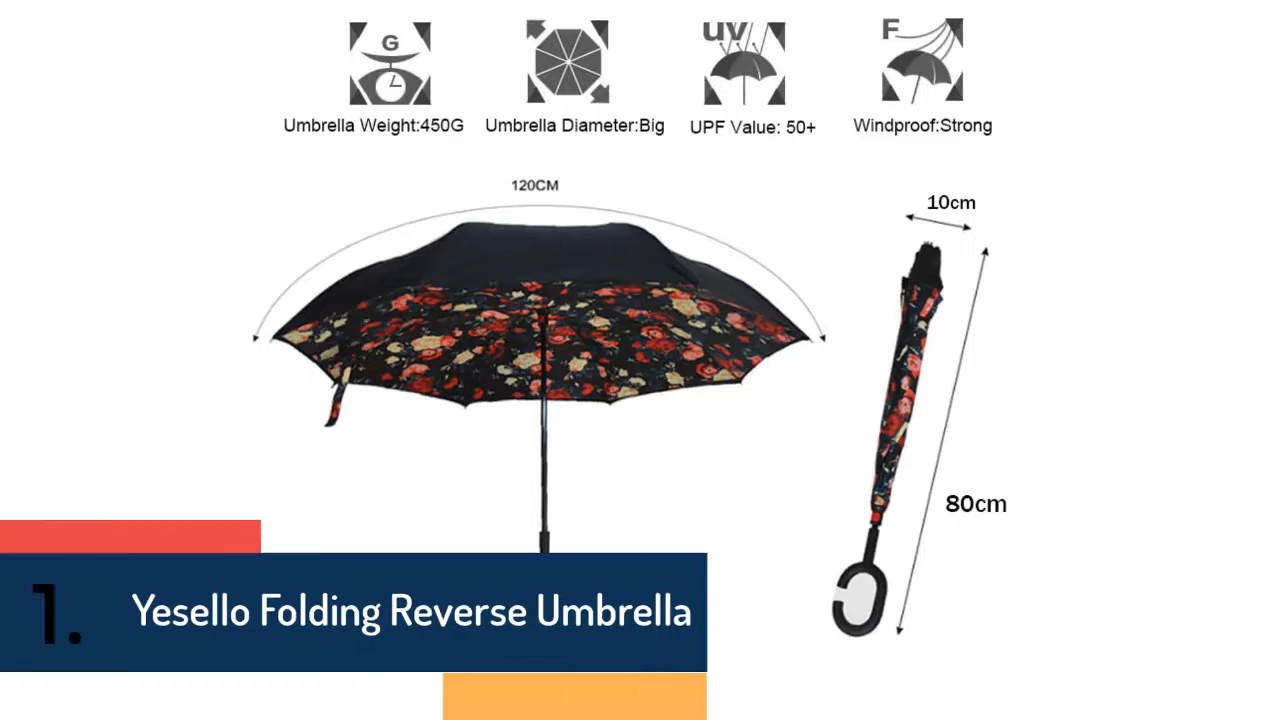 G
UV
F
Umbrella Weight:450G
Umbrella Diameter:Big
UPF Value: 50+
Windproof:Strong
120CM
10cm
80cm
1.
Yesello Folding Reverse Umbrella